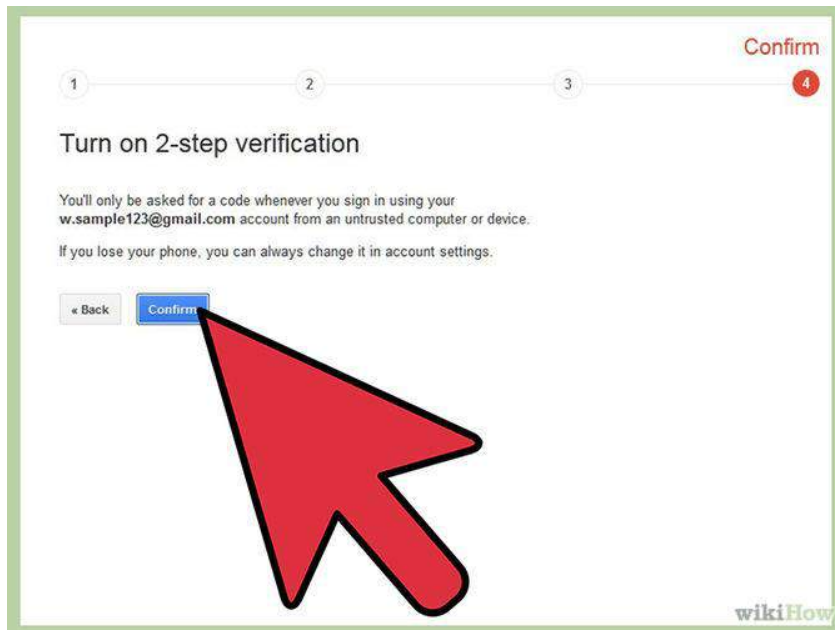 Confirm
1 2 3 4
Turn on 2-step verification
You'll only be asked for a code whenever you sign in using your
w.sample123@gmail.com account from an untrusted computer or device.
If you lose your phone, you can always change it in account settings.
« Back Confirm
wikiHow